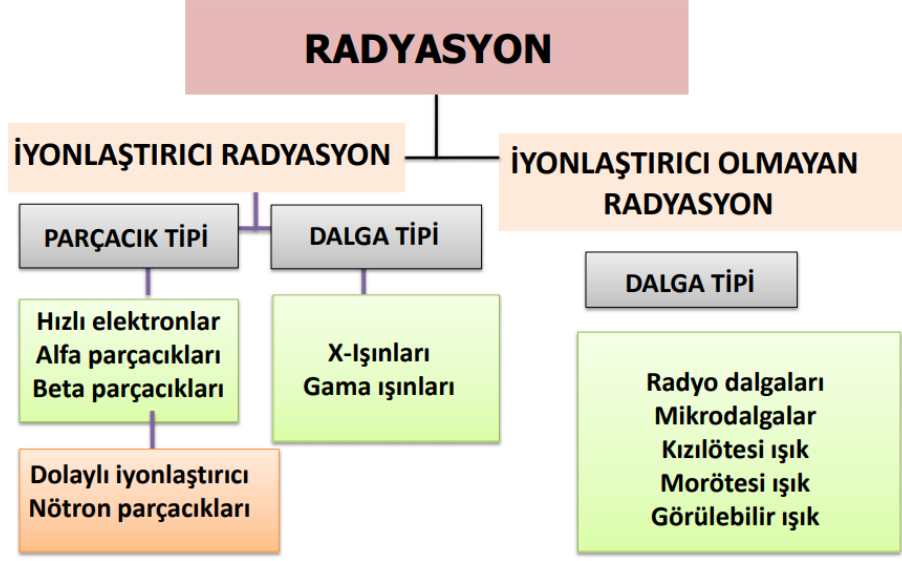 RADYASYON
İYONLAŞTIRICI RADYASYON
İYONLAŞTIRICI OLMAYAN
RADYASYON
PARÇACIK TİPİ
DALGA TİPİ
DALGA TİPİ
Hızlı elektronlar
Alfa parçacıkları
Beta parçacıkları
X-Işınları
Gama ışınları
Radyo dalgaları
Mikrodalgalar
Kızılötesi ışık
Morötesi ışık
Görülebilir ışık
Dolaylı iyonlaştırıcı
Nötron parçacıkları